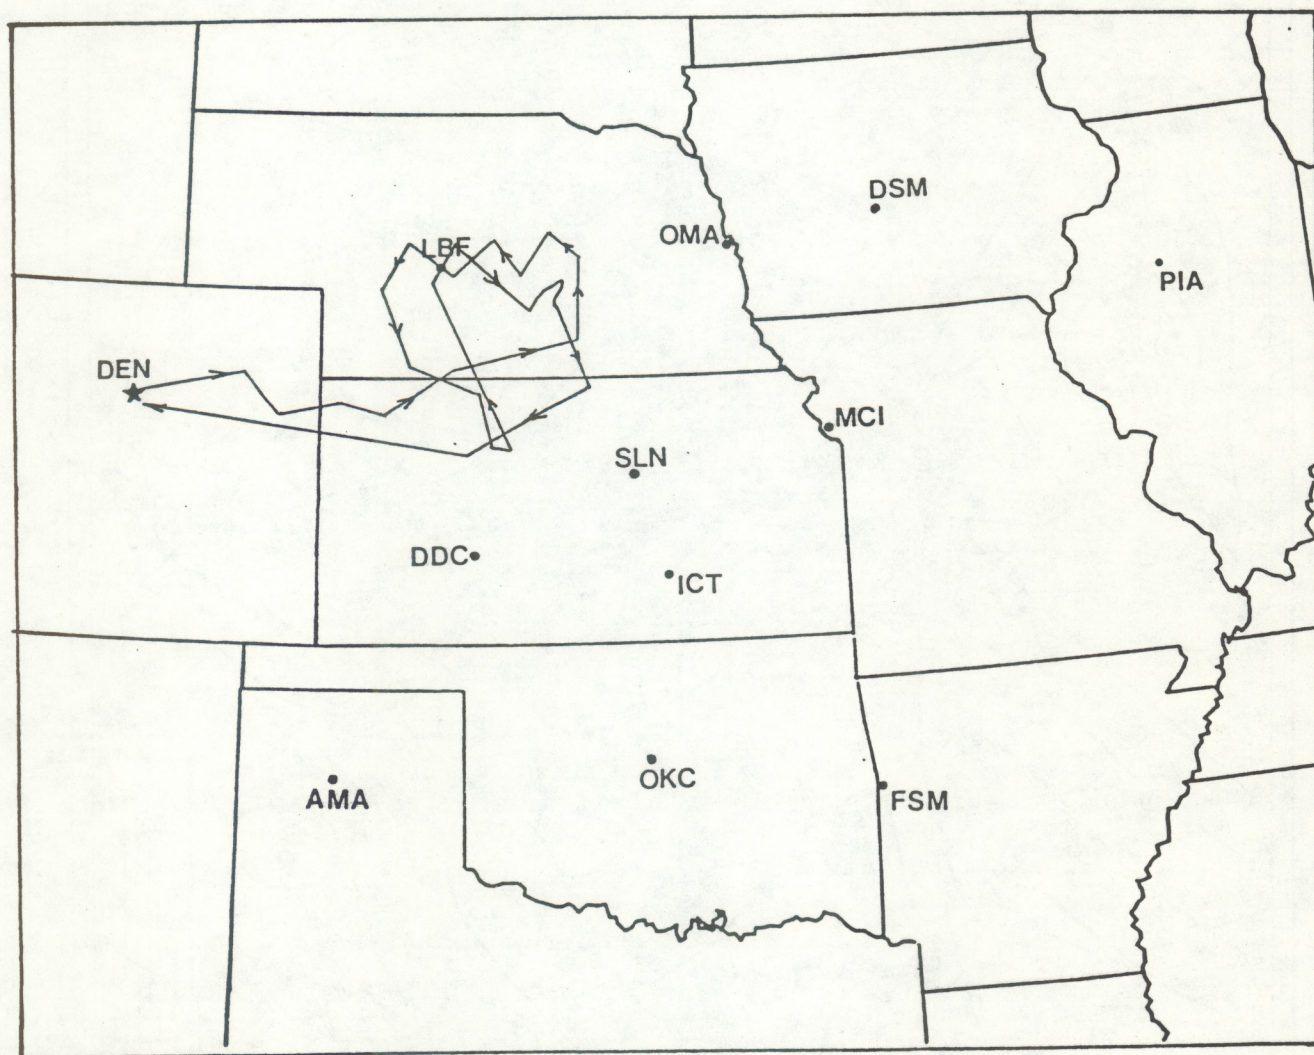 DSM
OMA
LBF
PIA
DEN
MCI
SLN
DDC
ICT
OKC
AMA
FSM